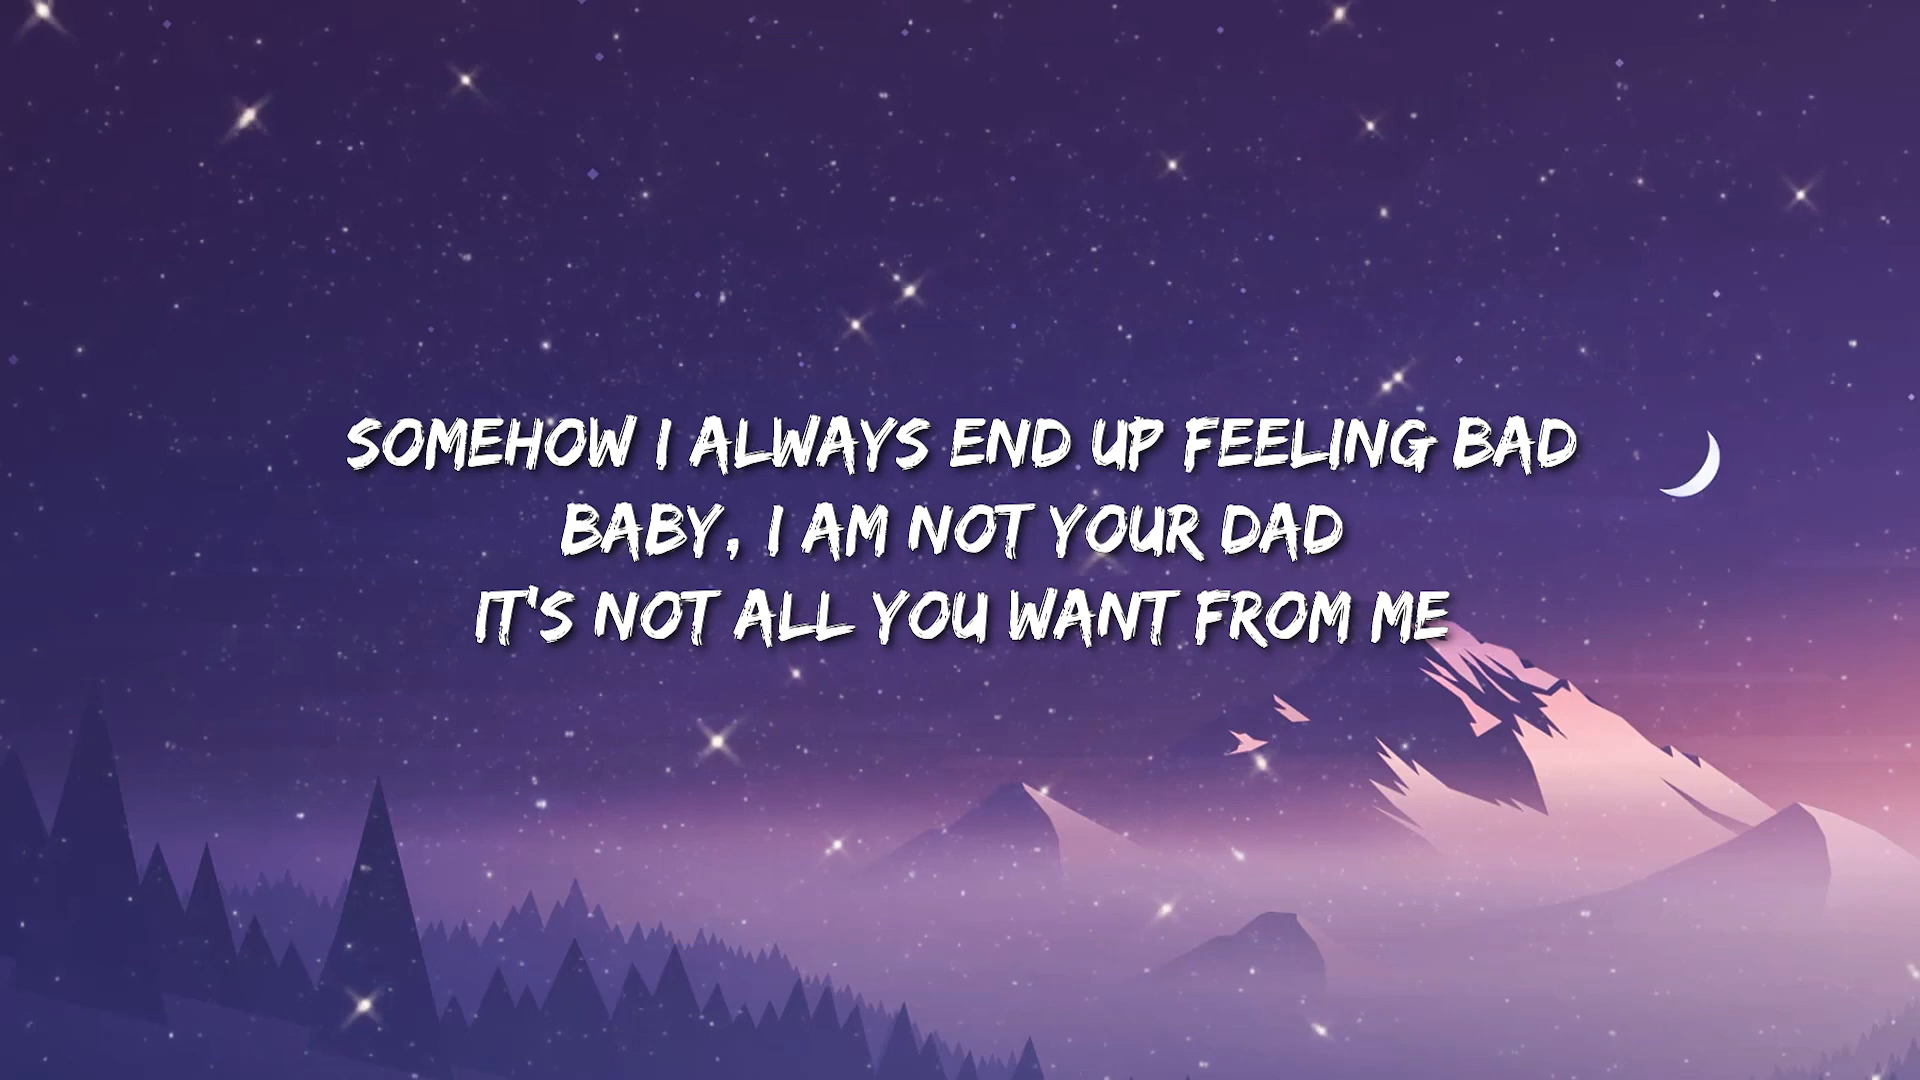 SOMEHOW I ALWAYS END UP FEELING BAD
BABY, I AM NOT YOUR DAD
IT'S NOT ALL YOU WANT FROM ME